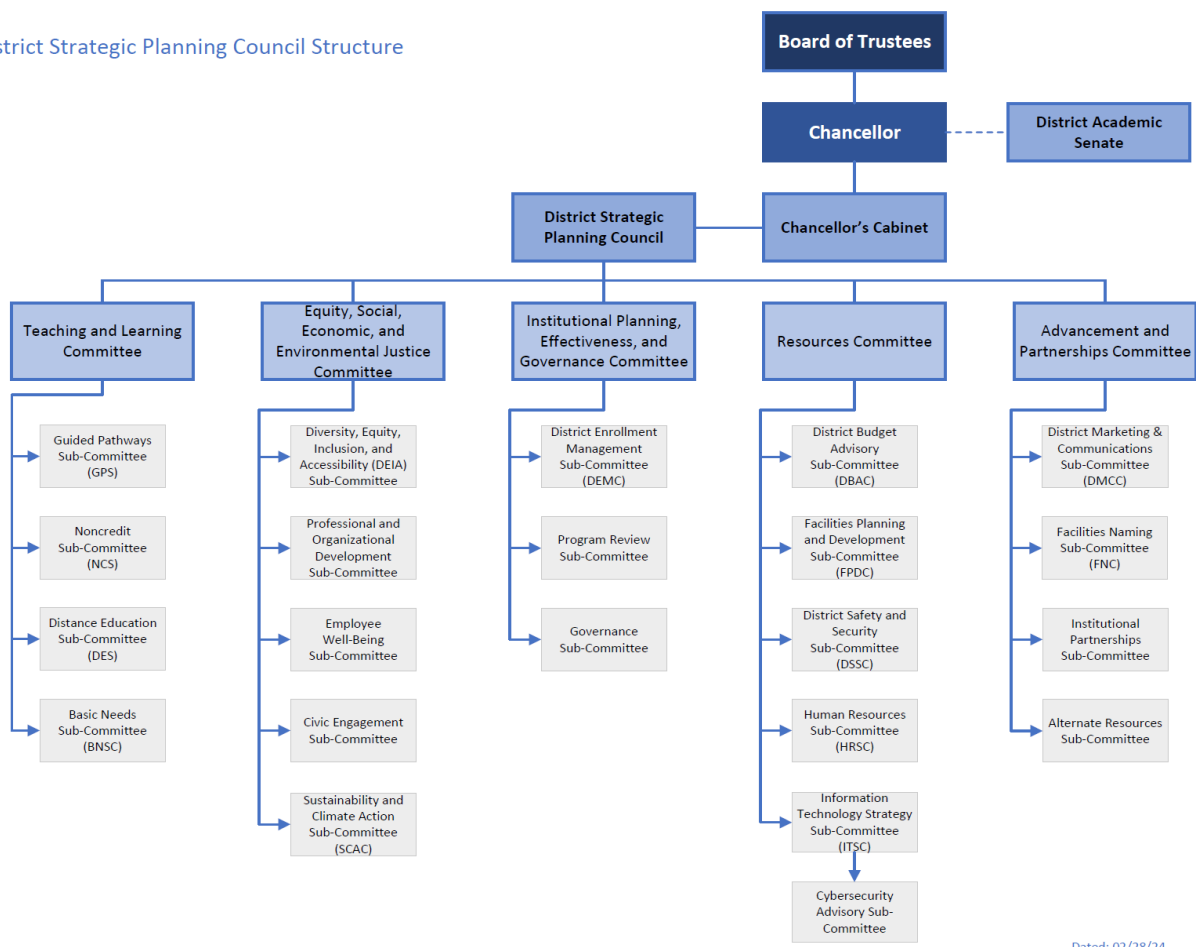 strict Strategic Planning Council Structure
Board of Trustees
Chancellor
District Academic
Senate
District Strategic
Planning Council
Chancellor’s Cabinet
Teaching and Learning
Committee
Equity, Social,
Economic, and
Environmental Justice
Committee
Institutional Planning,
Effectiveness, and
Governance Committee
Resources Committee
Advancement and
Partnerships Committee
Guided Pathways
Sub-Committee
(GPS)
Noncredit
Sub-Committee
(NCS)
Distance Education
Sub-Committee
(DES)
Basic Needs
Sub-Committee
(BNSC)
Diversity, Equity,
Inclusion, and
Accessibility (DEIA)
Sub-Committee
Professional and
Organizational
Development
Sub-Committee
Employee
Well-Being
Sub-Committee
Civic Engagement
Sub-Committee
Sustainability and
Climate Action
Sub-Committee
(SCAC)
District Enrollment
Management
Sub-Committee
(DEMC)
Program Review
Sub-Committee
Governance
Sub-Committee
District Budget
Advisory
Sub-Committee
(DBAC)
Facilities Planning
and Development
Sub-Committee
(FPDC)
District Safety and
Security
Sub-Committee
(DSSC)
Human Resources
Sub-Committee
(HRSC)
Information
Technology Strategy
Sub-Committee
(ITSC)
Cybersecurity
Advisory Sub-
Committee
District Marketing &
Communications
Sub-Committee
(DMCC)
Facilities Naming
Sub-Committee
(FNC)
Institutional
Partnerships
Sub-Committee
Alternate Resources
Sub-Committee
Dated: 02/28/24